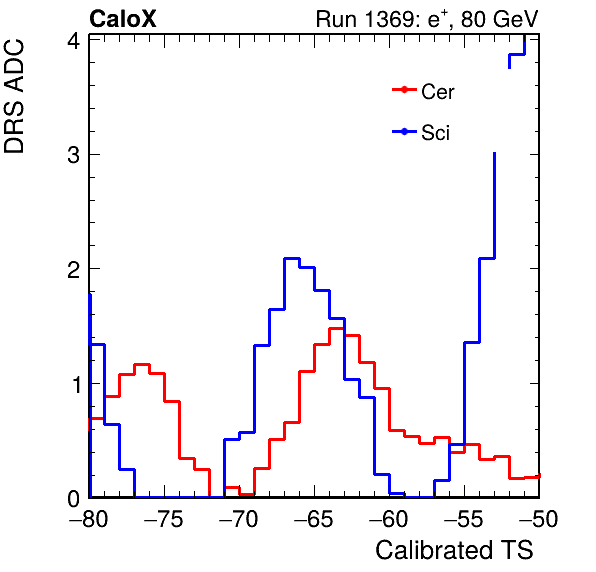 CaloX Run 1369: e⁺, 80 GeV
DRS ADC
4
3
2
1
0
Cer
Sci
−80 −75 −70 −65 −60 −55 −50
Calibrated TS